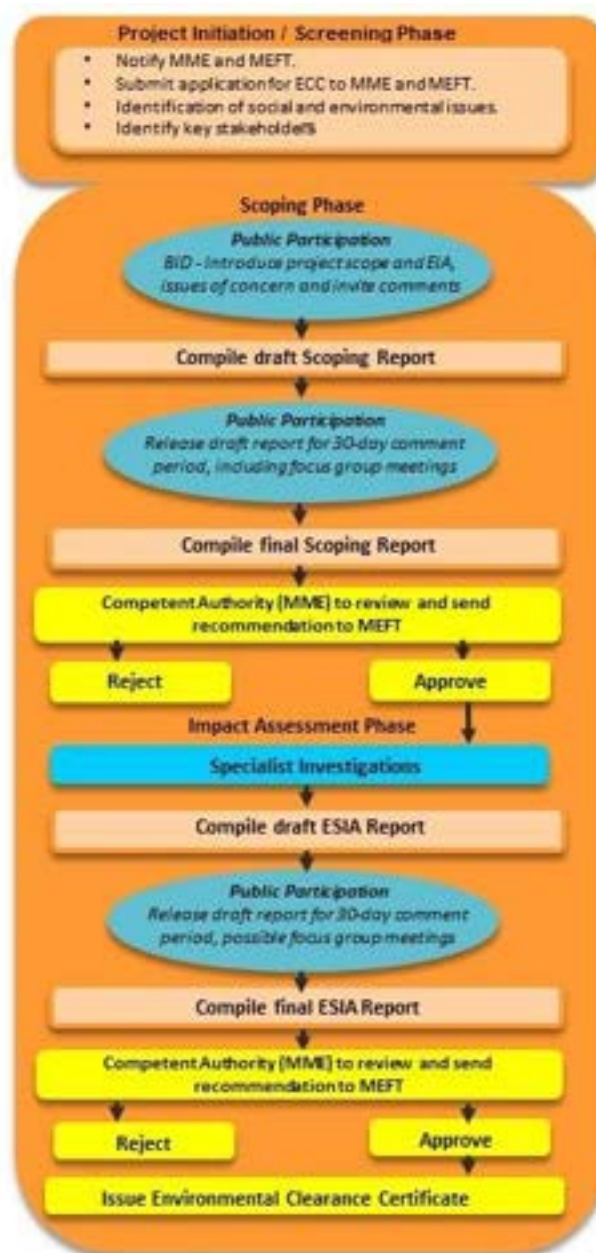 Project Initiation / Screening Phase
• Notify MME and MEFT.
• Submit application for ECC to MME and MEFT.
• Identification of social and environmental issues.
• Identify key stakeholders
Scoping Phase
Public Participation
BID - Introduce project scope and EIA,
issues of concern and invite comments
Compile draft Scoping Report
Public Participation
Release draft report for 30-day comment
period, including focus group meetings
Compile final Scoping Report
Competent Authority (MME) to review and send
recommendation to MEFT
Reject
Approve
Impact Assessment Phase
Specialist Investigations
Compile draft ESIA Report
Public Participation
Release draft report for 30-day comment
period, possible focus group meetings
Compile final ESIA Report
Competent Authority (MME) to review and send
recommendation to MEFT
Reject
Approve
Issue Environmental Clearance Certificate